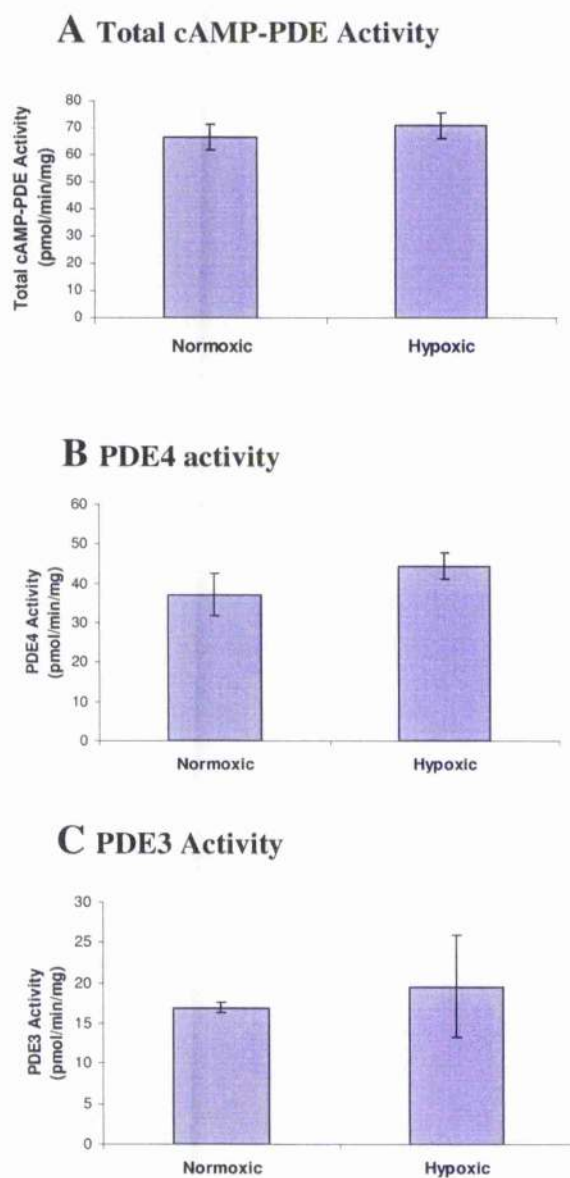 A Total cAMP-PDE Activity
Total cAMP-PDE Activity
(pmol/min/mg)
80
70
60
50
40
30
20
10
0
Normoxic Hypoxic
B PDE4 activity
PDE4 Activity
(pmol/min/mg)
60
50
40
30
20
10
0
Normoxic Hypoxic
C PDE3 Activity
PDE3 Activity
(pmol/min/mg)
30
25
20
15
10
5
0
Normoxic Hypoxic